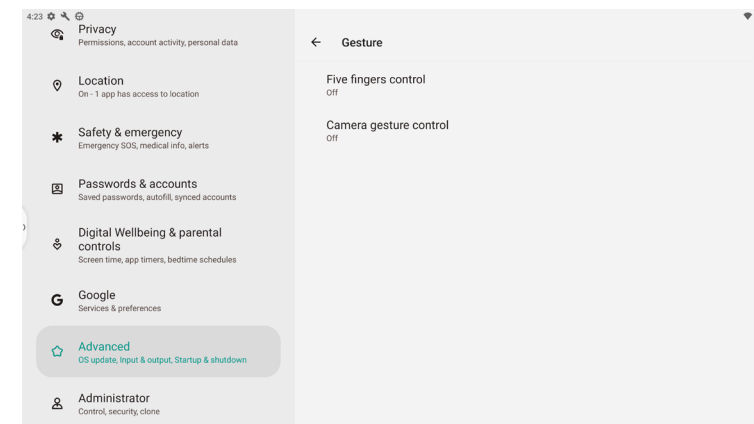 4:23
Privacy
Permissions, account activity, personal data
Location
On - 1 app has access to location
Safety & emergency
Emergency SOS, medical info, alerts
Passwords & accounts
Saved passwords, autofill, synced accounts
Digital Wellbeing & parental
controls
Screen time, app timers, bedtime schedules
Google
Services & preferences
Advanced
OS update, Input & output, Startup & shutdown
Administrator
Control, security, clone
Gesture
Five fingers control
Off
Camera gesture control
Off